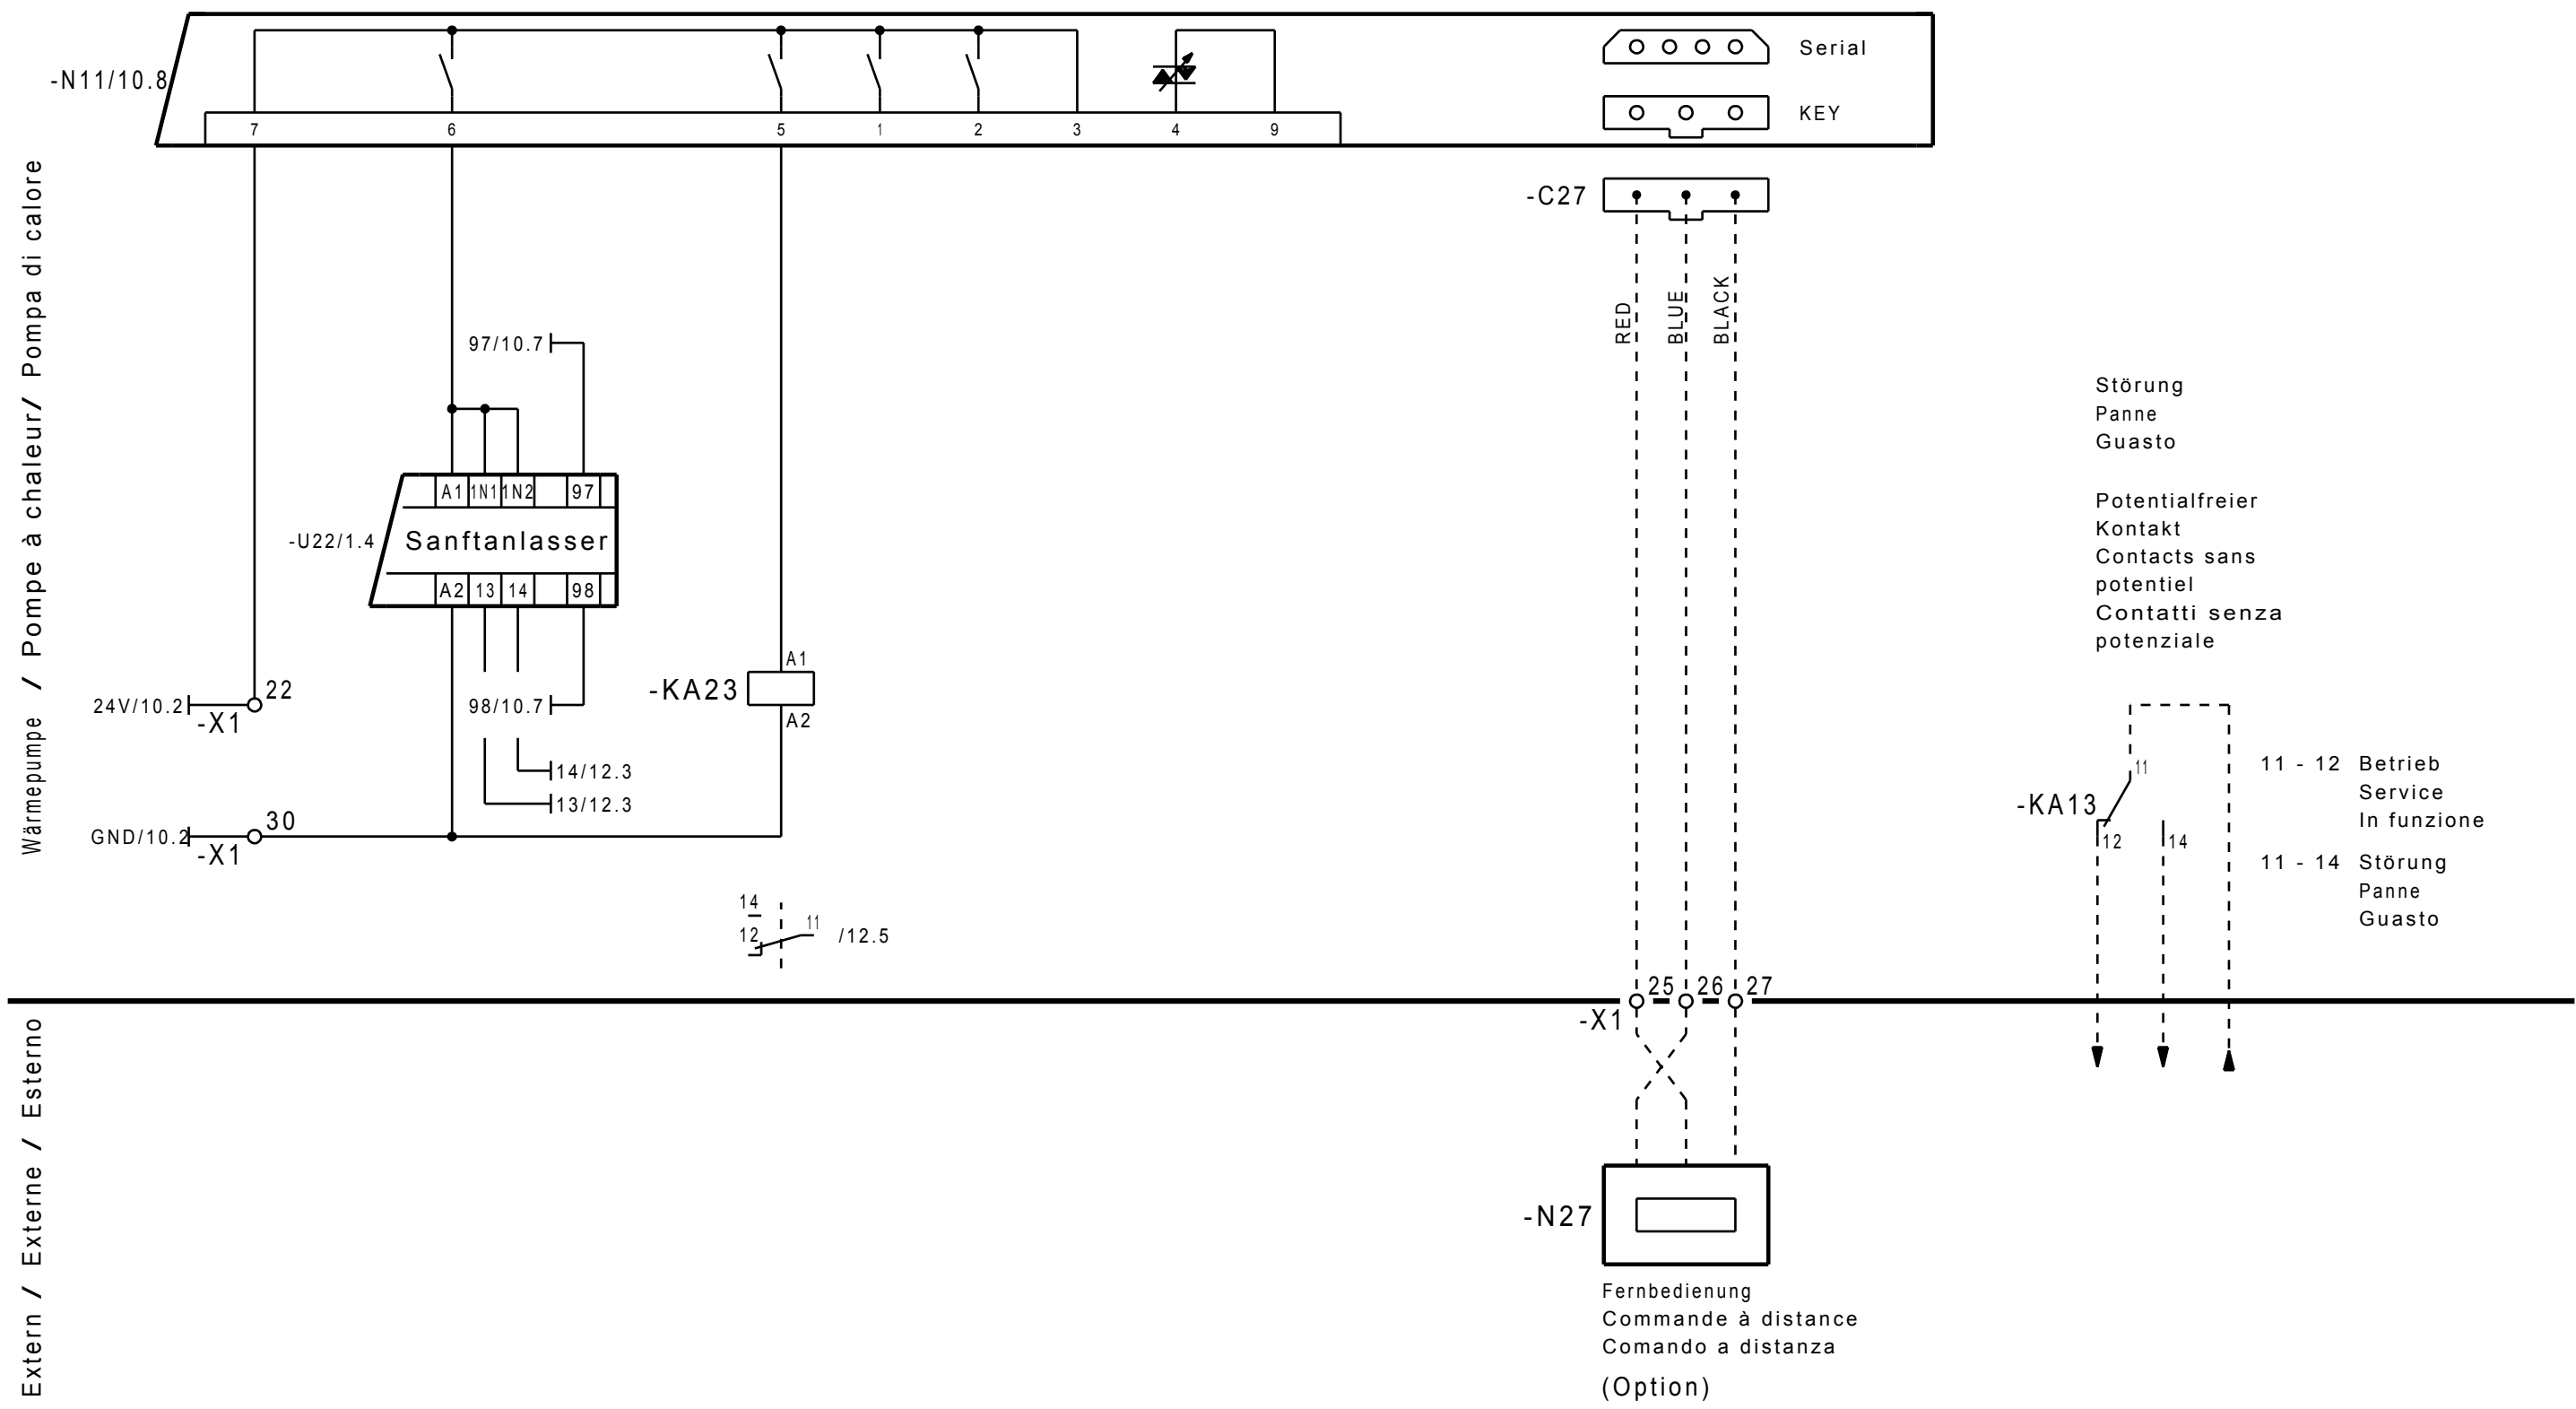 Serial
-N11/10.8
KEY
7 6 5 1 2 3 4 9
-C27
RED BLUE BLACK
97/10.7
A1 1N1 1N2 97
-U22/1.4 Sanftanlasser
A2 13 14 98
A1
-KA23
A2
22
24V/10.2
-X1
98/10.7
14/12.3
13/12.3
30
GND/10.2
-X1
14
12 11 /12.5
Störung
Panne
Guasto
Potentialfreier
Kontakt
Contacts sans
potentiel
Contatti senza
potenziale
11
-KA13
12 14
11 - 12 Betrieb
Service
In funzione
11 - 14 Störung
Panne
Guasto
25 26 27
-X1
-N27
Fernbedienung
Commande à distance
Comando a distanza
(Option)
Wärmepumpe / Pompe à chaleur/ Pompa di calore
Extern / Externe / Esterno